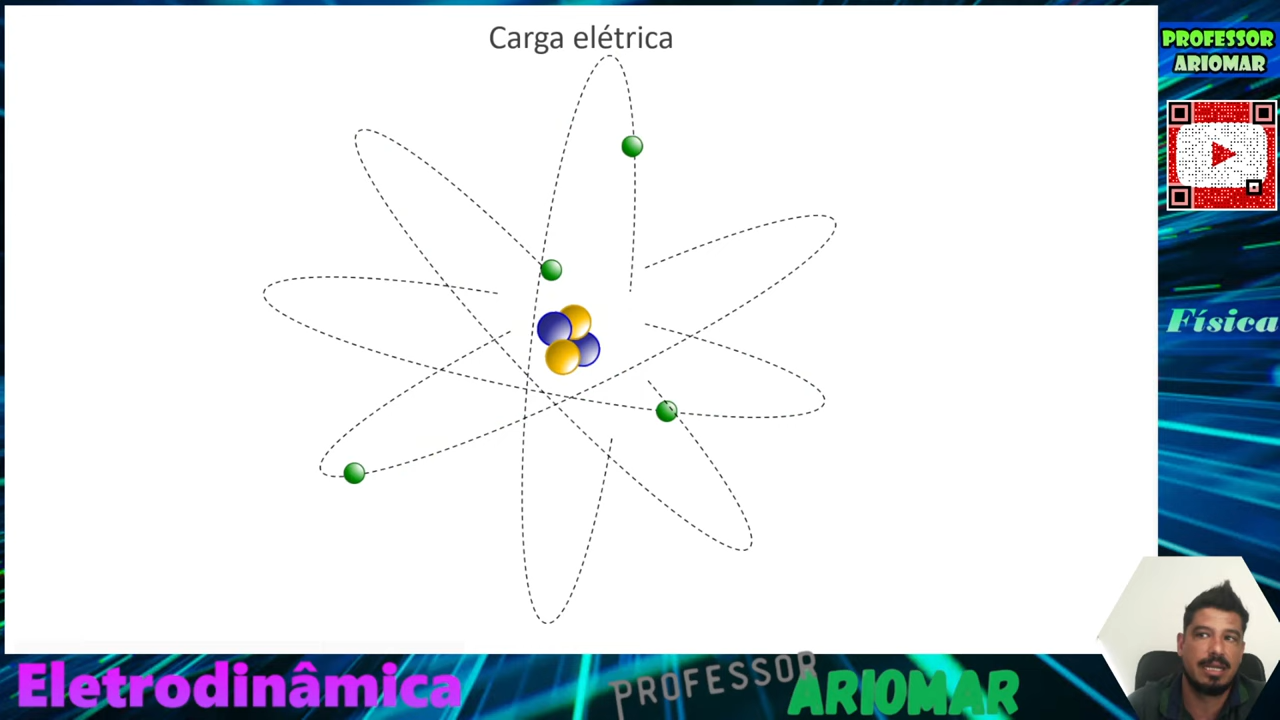 Carga elétrica
PROFESSOR
ARIOMAR
Física
Eletrodinâmica
PROFESSOR
ARIOMAR